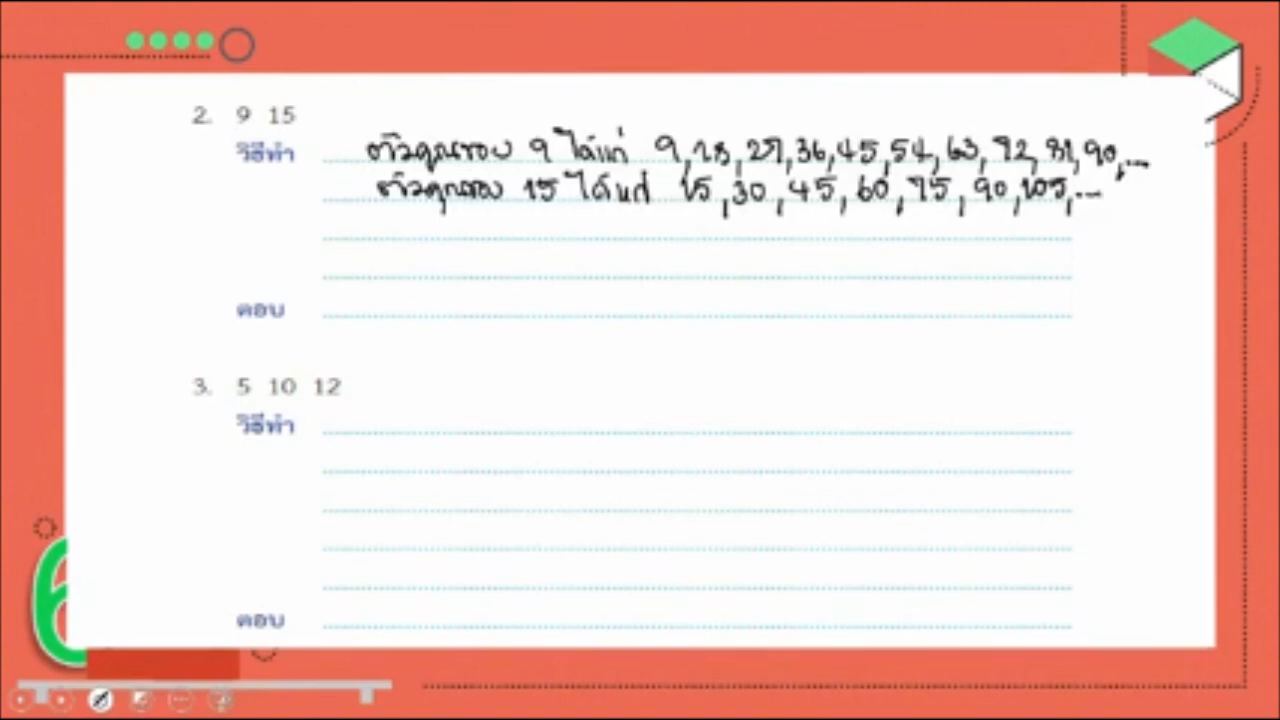 2. 9 15
วิธีทำ ตัวคูณของ 9 ได้แก่ 9,18,27,36,45,54,63,72,81,90,...
ตัวคูณของ 15 ได้แก่ 15,30,45,60,75,90,105,...
ตอบ
3. 5 10 12
วิธีทำ
ตอบ
6